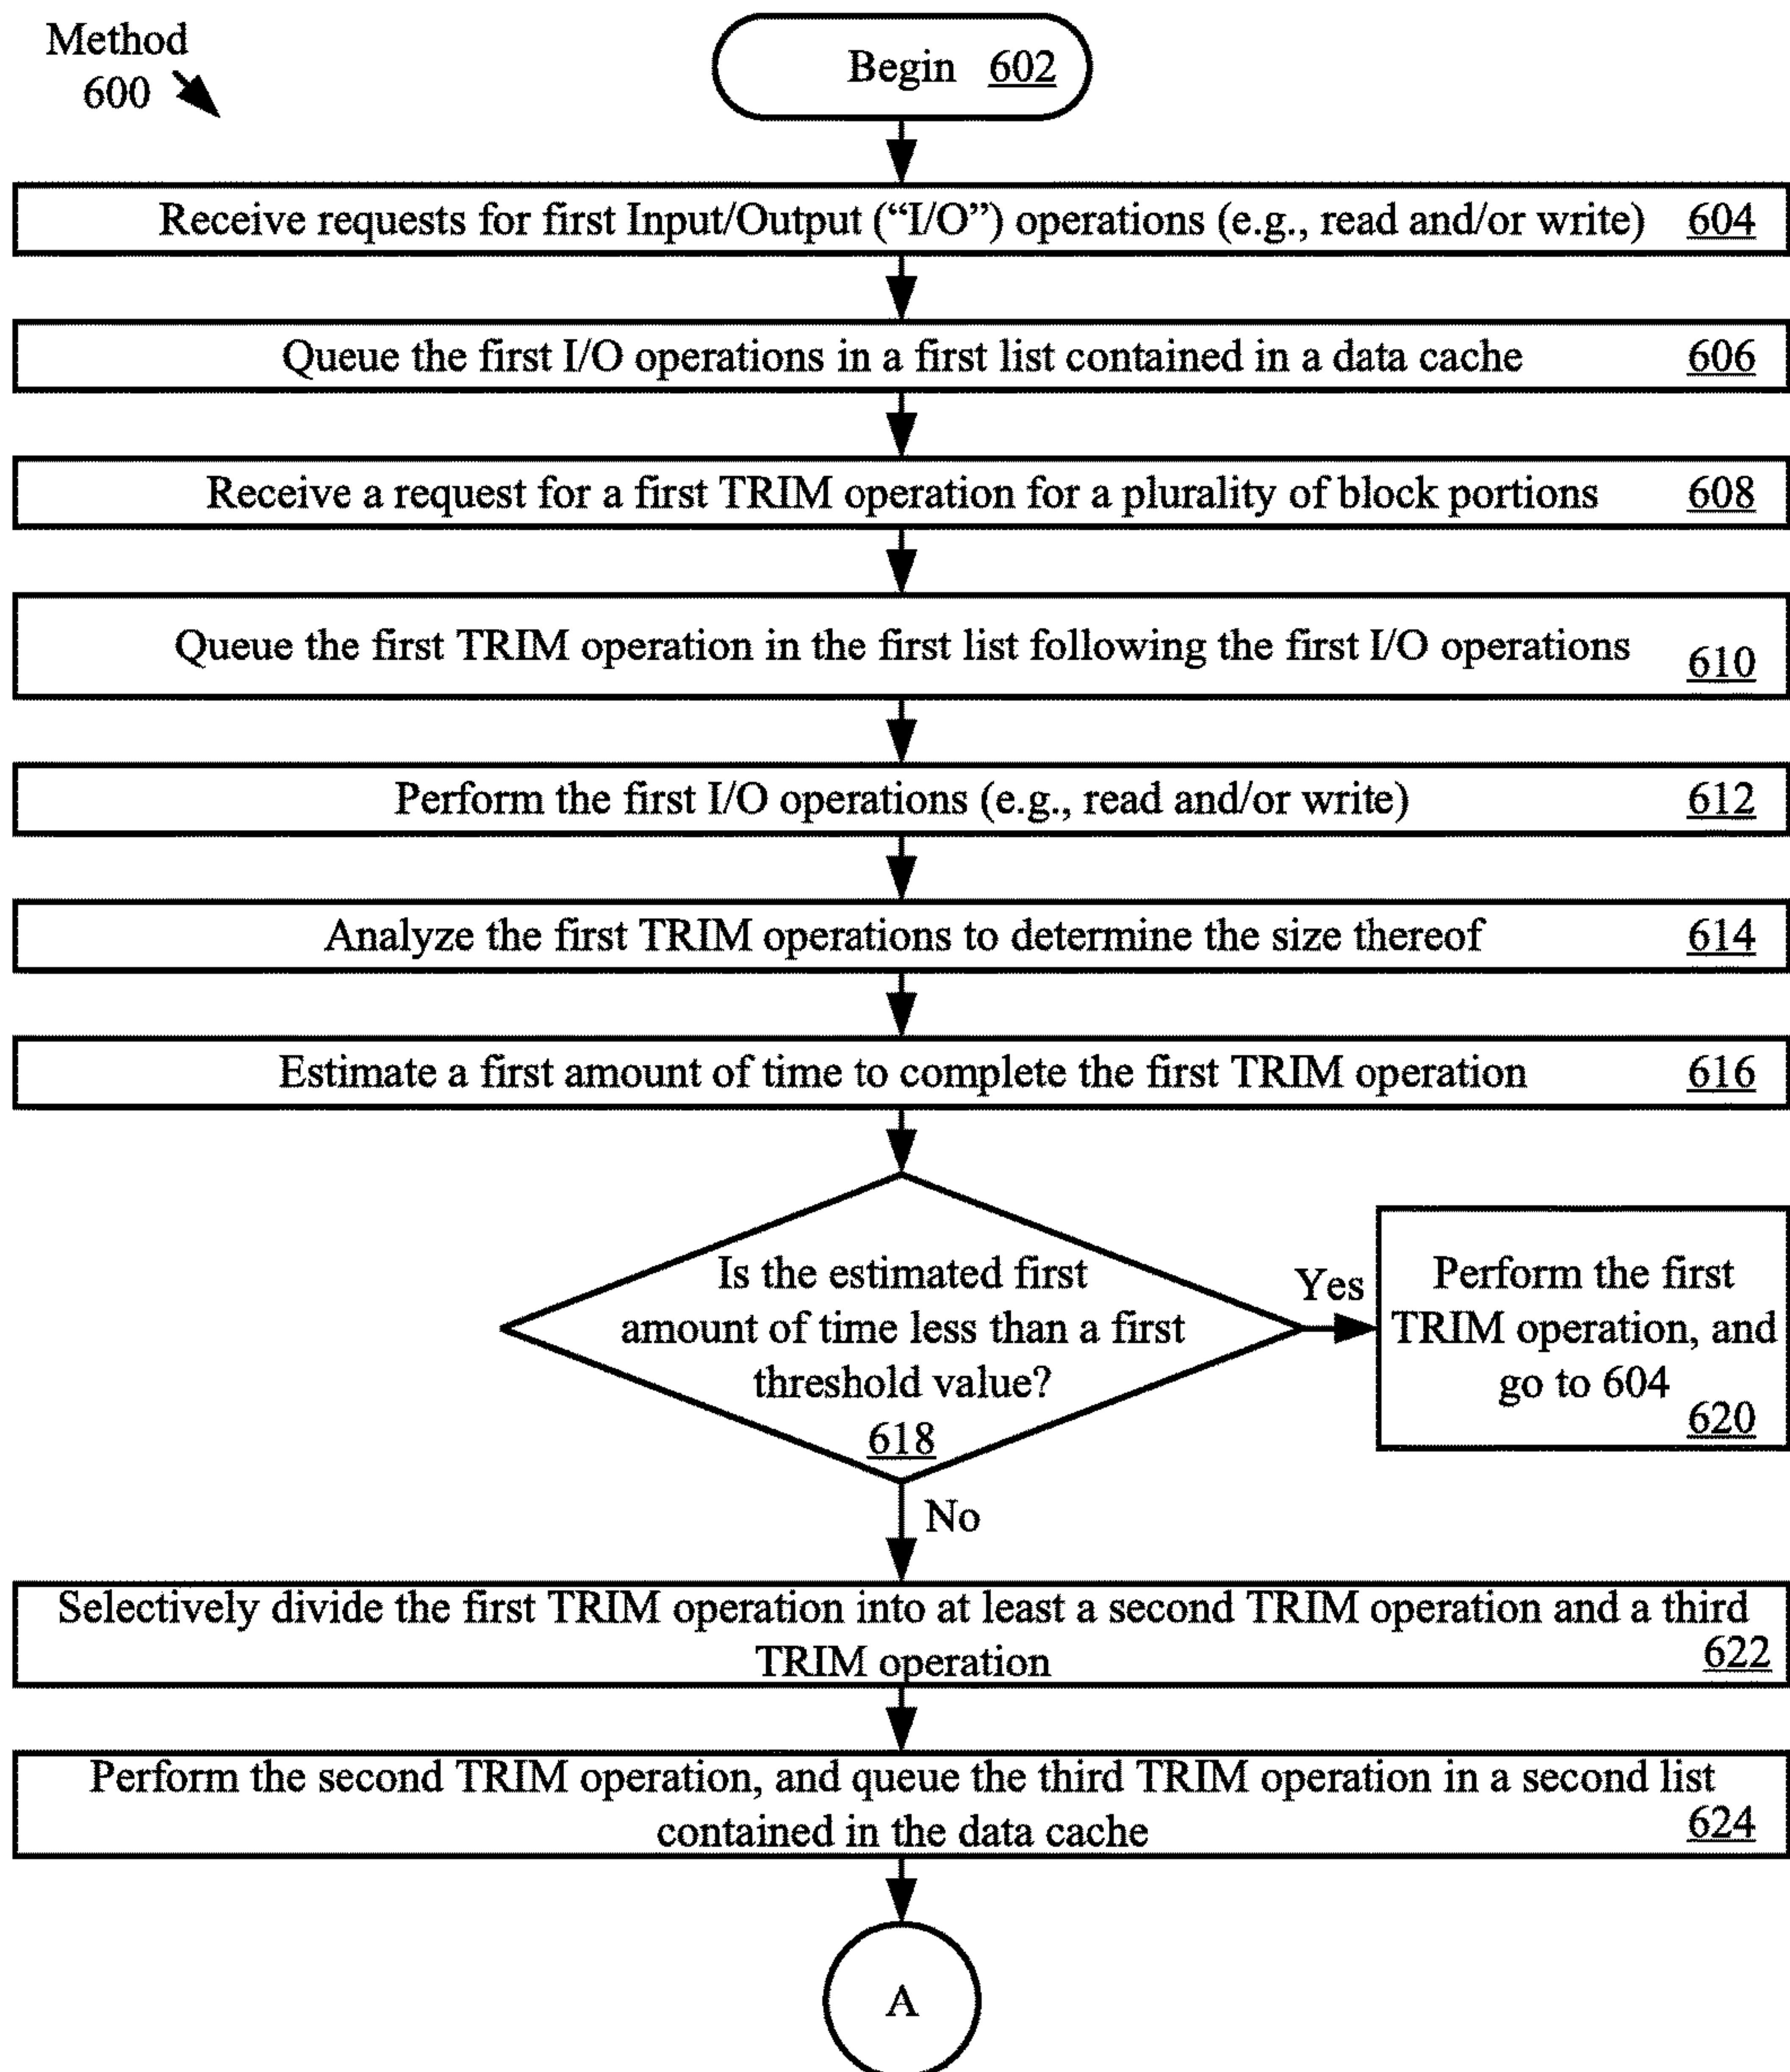 Method
600
Begin 602
Receive requests for first Input/Output (“I/O”) operations (e.g., read and/or write) 604
Queue the first I/O operations in a first list contained in a data cache 606
Receive a request for a first TRIM operation for a plurality of block portions 608
Queue the first TRIM operation in the first list following the first I/O operations 610
Perform the first I/O operations (e.g., read and/or write) 612
Analyze the first TRIM operations to determine the size thereof 614
Estimate a first amount of time to complete the first TRIM operation 616
Is the estimated first
amount of time less than a first
threshold value?
618
Yes
Perform the first
TRIM operation, and
go to 604
620
No
Selectively divide the first TRIM operation into at least a second TRIM operation and a third
TRIM operation 622
Perform the second TRIM operation, and queue the third TRIM operation in a second list
contained in the data cache 624
A